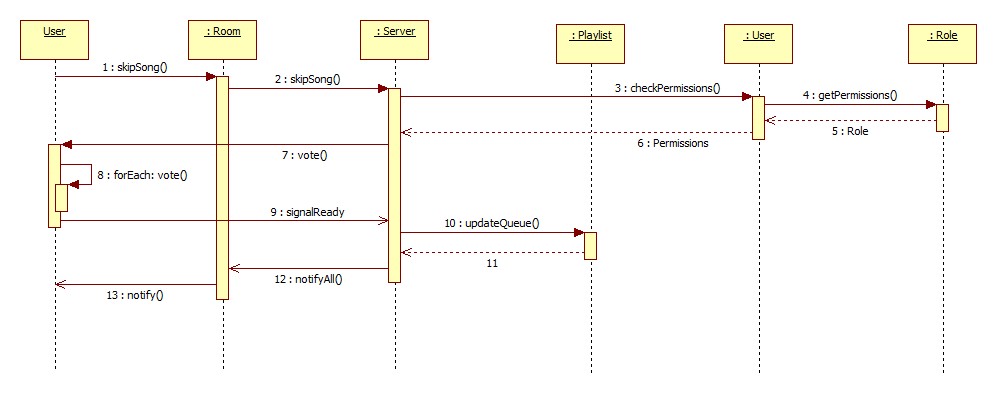 User
: Room
: Server
: Playlist
: User
: Role
1 : skipSong()
2 : skipSong()
3 : checkPermissions()
4 : getPermissions()
5 : Role
6 : Permissions
7 : vote()
8 : forEach: vote()
9 : signalReady
10 : updateQueue()
11
12 : notifyAll()
13 : notify()